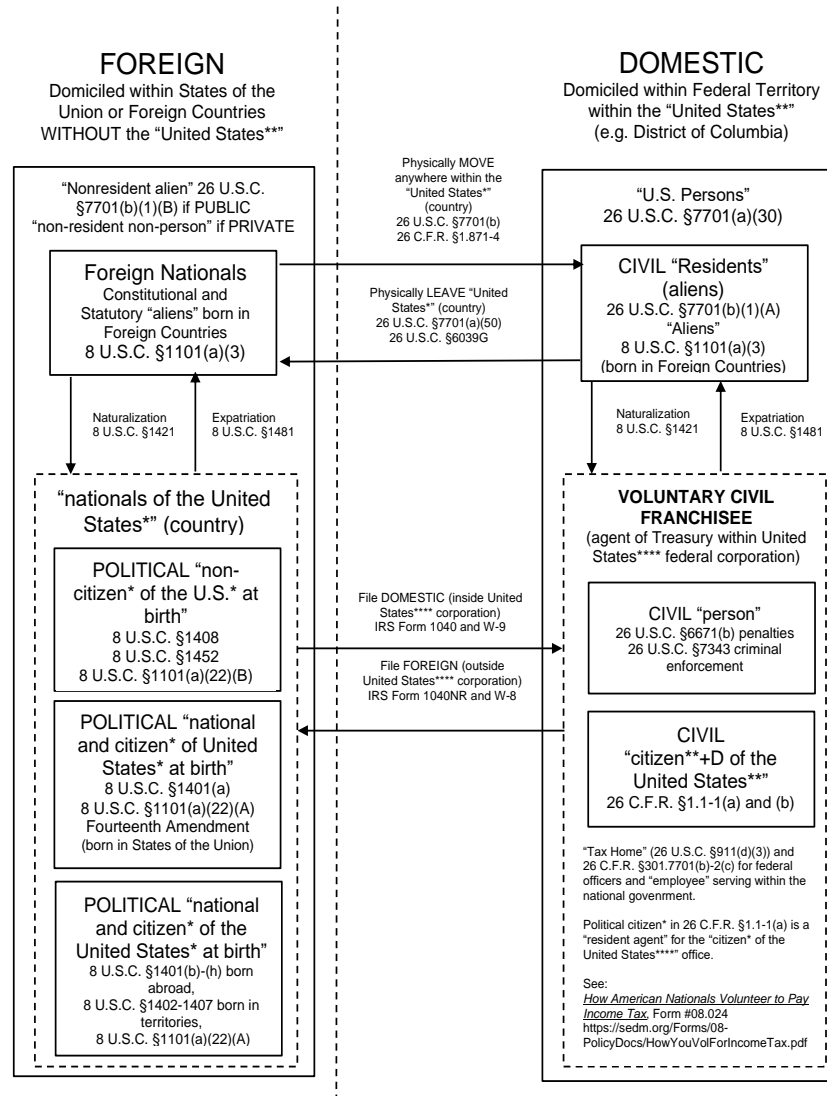 FOREIGN
Domiciled within States of the
Union or Foreign Countries
WITHOUT the “United States**”
DOMESTIC
Domiciled within Federal Territory
within the “United States**”
(e.g. District of Columbia)
“Nonresident alien” 26 U.S.C.
§7701(b)(1)(B) if PUBLIC
“non-resident non-person” if PRIVATE
Foreign Nationals
Constitutional and
Statutory “aliens” born in
Foreign Countries
8 U.S.C. §1101(a)(3)
Physically MOVE
anywhere within the
“United States*”
(country)
26 U.S.C. §7701(b)
26 C.F.R. §1.871-4
Physically LEAVE “United
States*” (country)
26 U.S.C. §7701(a)(50)
26 U.S.C. §6039G
“U.S. Persons”
26 U.S.C. §7701(a)(30)
CIVIL “Residents”
(aliens)
26 U.S.C. §7701(b)(1)(A)
“Aliens”
8 U.S.C. §1101(a)(3)
(born in Foreign Countries)
Naturalization
8 U.S.C. §1421
Expatriation
8 U.S.C. §1481
Naturalization
8 U.S.C. §1421
Expatriation
8 U.S.C. §1481
“nationals of the United
States*” (country)
POLITICAL “non-
citizen* of the U.S.* at
birth”
8 U.S.C. §1408
8 U.S.C. §1452
8 U.S.C. §1101(a)(22)(B)
POLITICAL “national
and citizen* of United
States* at birth”
8 U.S.C. §1401(a)
8 U.S.C. §1101(a)(22)(A)
Fourteenth Amendment
(born in States of the Union)
POLITICAL “national
and citizen* of the
United States* at birth”
8 U.S.C. §1401(b)-(h) born
abroad,
8 U.S.C. §1402-1407 born in
territories,
8 U.S.C. §1101(a)(22)(A)
File DOMESTIC (inside United
States**** corporation)
IRS Form 1040 and W-9
File FOREIGN (outside
United States**** corporation)
IRS Form 1040NR and W-8
VOLUNTARY CIVIL
FRANCHISEE
(agent of Treasury within United
States**** federal corporation)
CIVIL “person”
26 U.S.C. §6671(b) penalties
26 U.S.C. §7343 criminal
enforcement
CIVIL
“citizen**+D of the
United States**”
26 C.F.R. §1.1-1(a) and (b)
“Tax Home” (26 U.S.C. §911(d)(3)) and
26 C.F.R. §301.7701(b)-2(c) for federal
officers and “employee” serving within the
national govenrment.
Political citizen* in 26 C.F.R. §1.1-1(a) is a
“resident agent” for the “citizen* of the
United States****” office.
See:
How American Nationals Volunteer to Pay
Income Tax, Form #08.024
https://sedm.org/Forms/08-
PolicyDocs/HowYouVolForIncomeTax.pdf